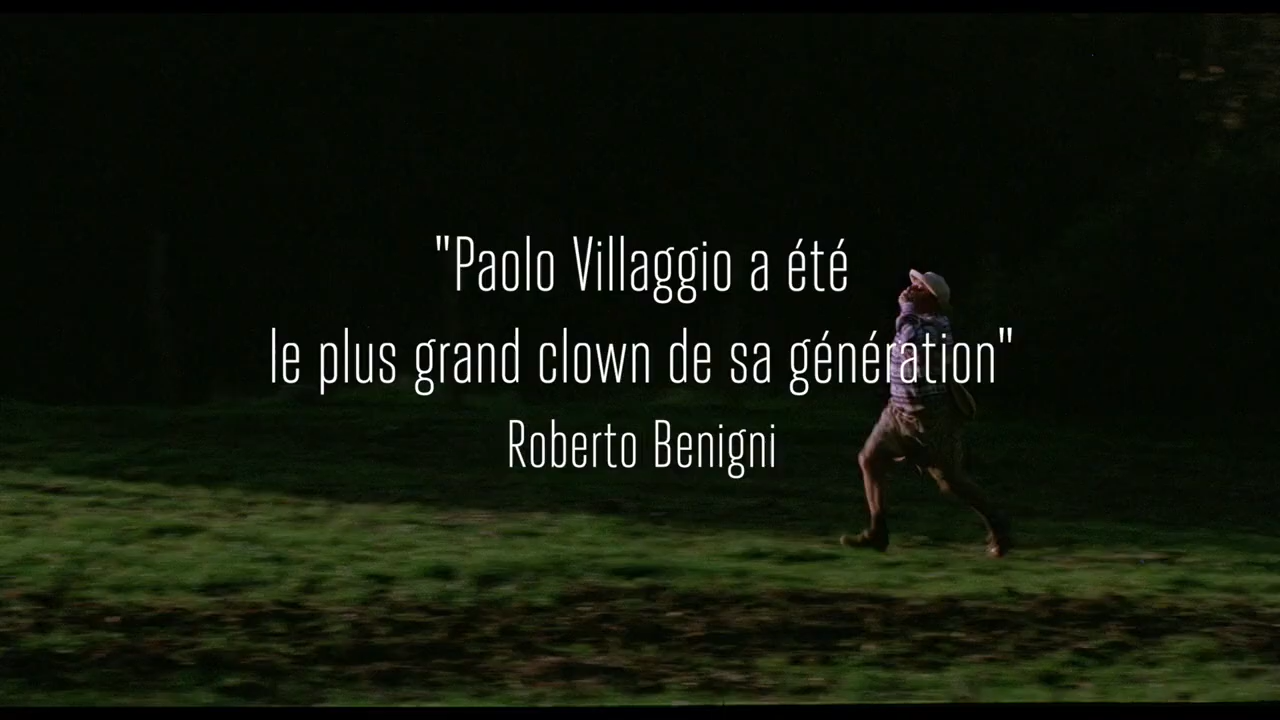 "Paolo Villaggio a été
le plus grand clown de sa génération"
Roberto Benigni